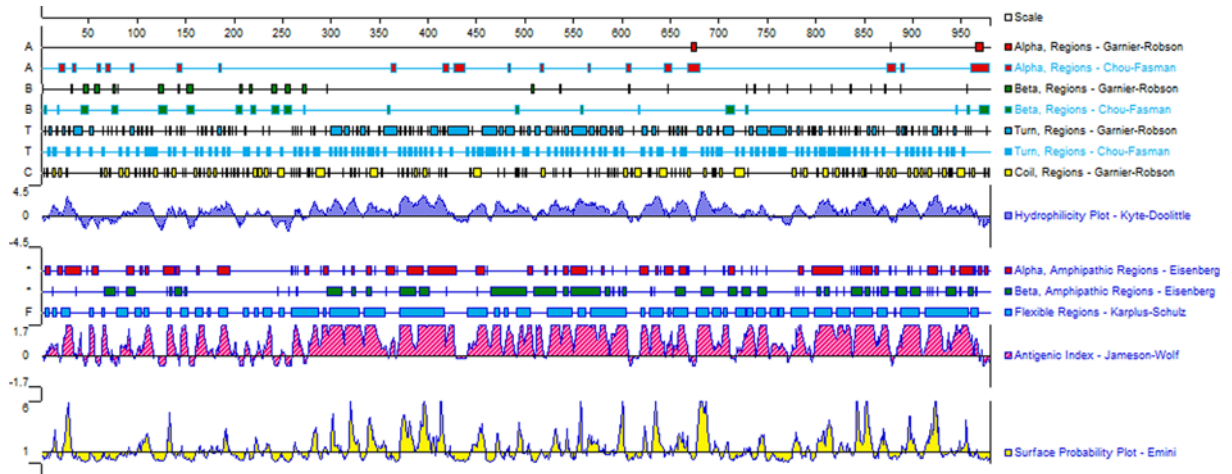 Scale
50 100 150 200 250 300 350 400 450 500 550 600 650 700 750 800 850 900 950
A Alpha, Regions - Garnier-Robson
A Alpha, Regions - Chou-Fasman
B Beta, Regions - Garnier-Robson
B Beta, Regions - Chou-Fasman
T Turn, Regions - Garnier-Robson
T Turn, Regions - Chou-Fasman
C Coil, Regions - Garnier-Robson
4.5
0 Hydrophilicity Plot - Kyte-Doolittle
-4.5
* Alpha, Amphipathic Regions - Eisenberg
* Beta, Amphipathic Regions - Eisenberg
F Flexible Regions - Karplus-Schulz
1.7
0 Antigenic Index - Jameson-Wolf
-1.7
6
1 Surface Probability Plot - Emini